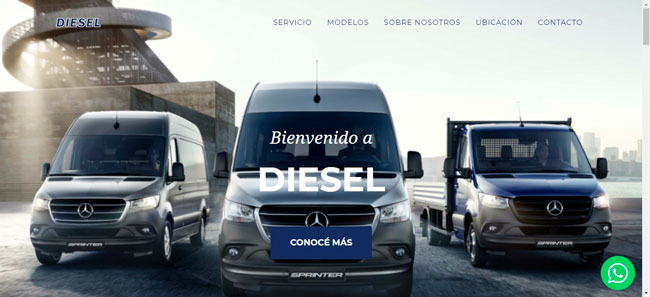 DIESEL
SERVICIO MODELOS SOBRE NOSOTROS UBICACIÓN CONTACTO
Bienvenido a
DIESEL
CONOCÉ MÁS
SPRINTER
SPRINTER
SPRINTER